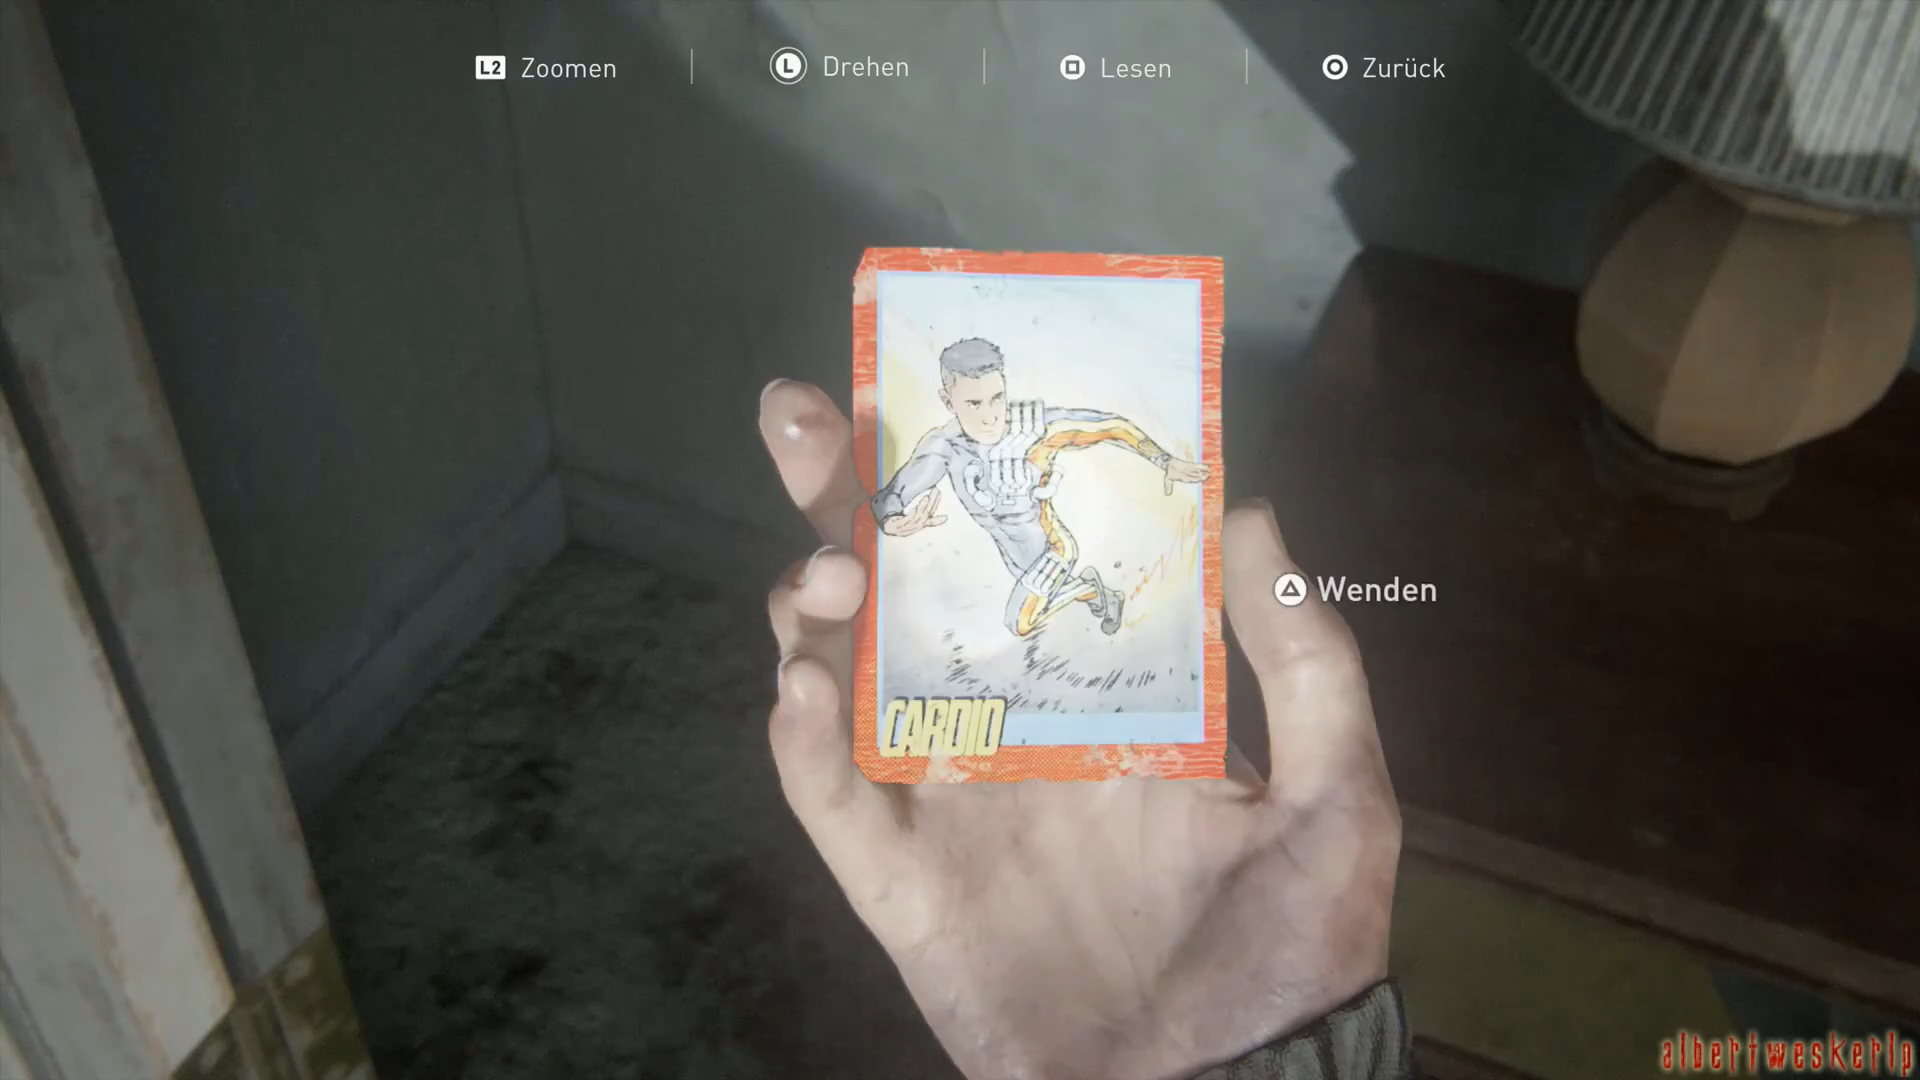 L2 Zoomen
L Drehen
Lesen
Zurück
Wenden
CARDIO
albertweskerlp